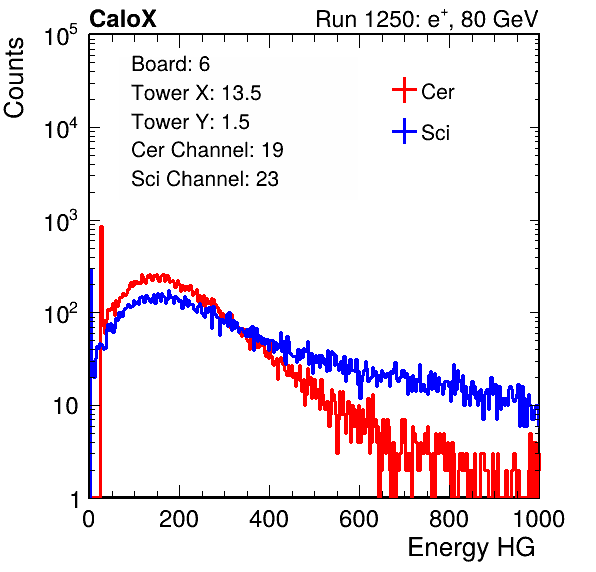 CaloX Run 1250: e⁺, 80 GeV
Counts
10⁵
10⁴
10³
10²
10
1
Board: 6
Tower X: 13.5
Tower Y: 1.5
Cer Channel: 19
Sci Channel: 23
Cer
Sci
0 200 400 600 800 1000
Energy HG